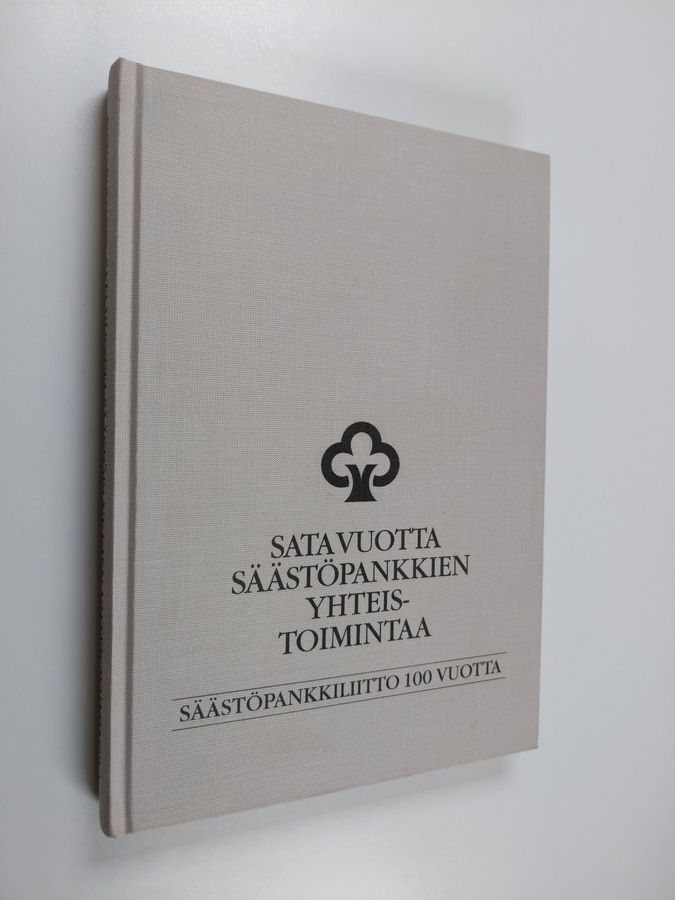 SATA VUOTTA
SÄÄSTÖPANKKIEN
YHTEIS-
TOIMINTAA
SÄÄSTÖPANKKILIITTO 100 VUOTTA